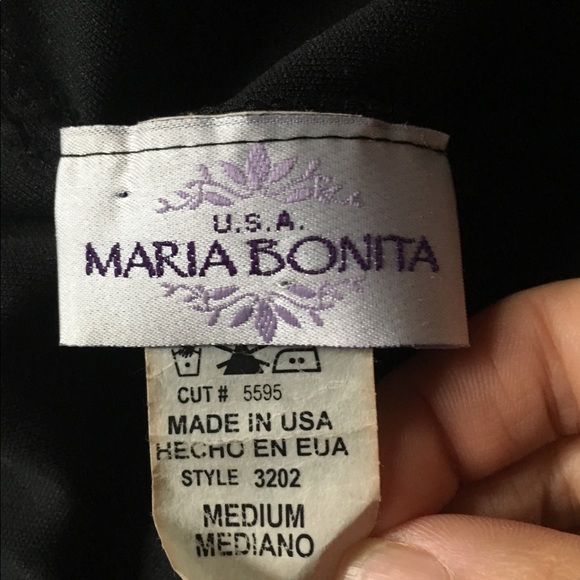 U.S.A.
MARIA BONITA
CUT # 5595
MADE IN USA
HECHO EN EUA
STYLE 3202
MEDIUM
MEDIANO